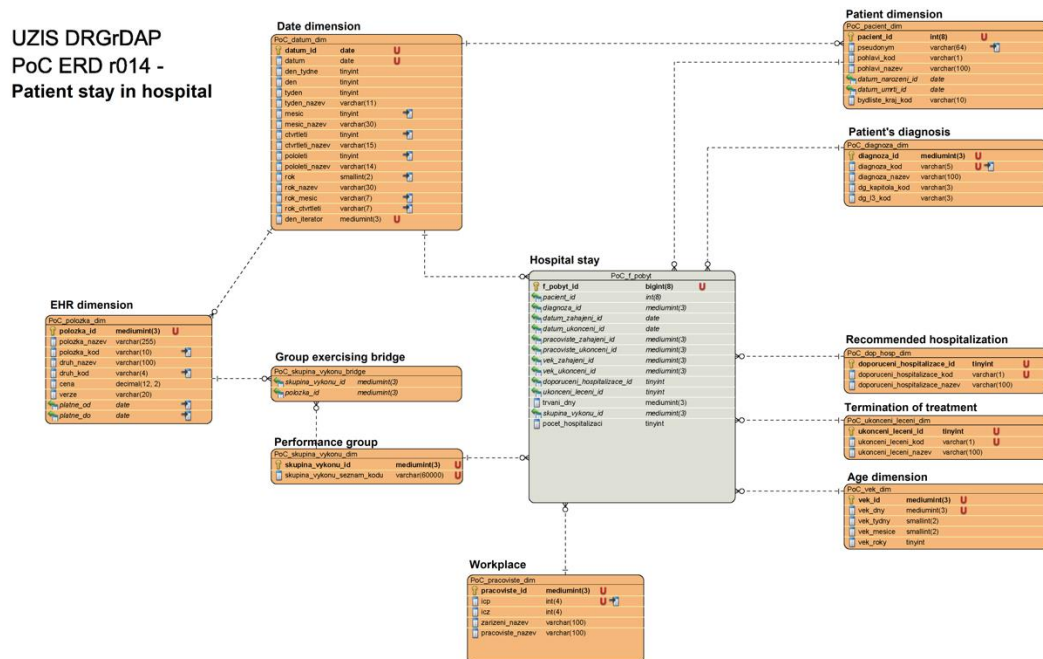 UZIS DRGrDAP
PoC ERD r014 -
Patient stay in hospital
Date dimension
PoC_datum_dim
datum_id date U
datum date U
den_tydne tinyint
den tinyint
tyden tinyint
tyden_nazev varchar(11)
mesic tinyint
mesic_nazev varchar(30)
ctvrtleti tinyint
ctvrtleti_nazev varchar(15)
pololeti tinyint
pololeti_nazev varchar(14)
rok smallint(2)
rok_nazev varchar(30)
rok_mesic varchar(7)
rok_ctvrtleti varchar(7)
den_iterator mediumint(3) U
Patient dimension
PoC_pacient_dim
pacient_id int(8) U
pseudonym varchar(64)
pohlavi_kod varchar(1)
pohlavi_nazev varchar(100)
datum_narozeni_id date
datum_umrti_id date
bydliste_kraj_kod varchar(10)
Patient's diagnosis
PoC_diagnoza_dim
diagnoza_id mediumint(3) U
diagnoza_kod varchar(5) U
diagnoza_nazev varchar(100)
dg_kapitola_kod varchar(3)
dg_l3_kod varchar(3)
Hospital stay
PoC_f_pobyt
f_pobyt_id bigint(8) U
pacient_id int(8)
diagnoza_id mediumint(3)
datum_zahajeni_id date
datum_ukonceni_id date
pracoviste_zahajeni_id mediumint(3)
pracoviste_ukonceni_id mediumint(3)
vek_zahajeni_id mediumint(3)
vek_ukonceni_id mediumint(3)
doporuceni_hospitalizace_id tinyint
ukonceni_leceni_id tinyint
trvani_dny mediumint(3)
skupina_vykonu_id mediumint(3)
pocet_hospitalizaci tinyint
EHR dimension
PoC_polozka_dim
polozka_id mediumint(3) U
polozka_nazev varchar(255)
polozka_kod varchar(10)
druh_nazev varchar(100)
druh_kod varchar(4)
cena decimal(12, 2)
verze varchar(20)
platne_od date
platne_do date
Group exercising bridge
PoC_skupina_vykonu_bridge
skupina_vykonu_id mediumint(3)
polozka_id mediumint(3)
Performance group
PoC_skupina_vykonu_dim
skupina_vykonu_id mediumint(3) U
skupina_vykonu_seznam_kodu varchar(60000) U
Recommended hospitalization
PoC_dop_hosp_dim
doporuceni_hospitalizace_id tinyint U
doporuceni_hospitalizace_kod varchar(1) U
doporuceni_hospitalizace_nazev varchar(100)
Termination of treatment
PoC_ukonceni_leceni_dim
ukonceni_leceni_id tinyint U
ukonceni_leceni_kod varchar(1) U
ukonceni_leceni_nazev varchar(100)
Age dimension
PoC_vek_dim
vek_id mediumint(3) U
vek_dny mediumint(3) U
vek_tydny smallint(2)
vek_mesice smallint(2)
vek_roky tinyint
Workplace
PoC_pracoviste_dim
pracoviste_id mediumint(3) U
icp int(4) U
icz int(4)
zarizeni_nazev varchar(100)
pracoviste_nazev varchar(100)